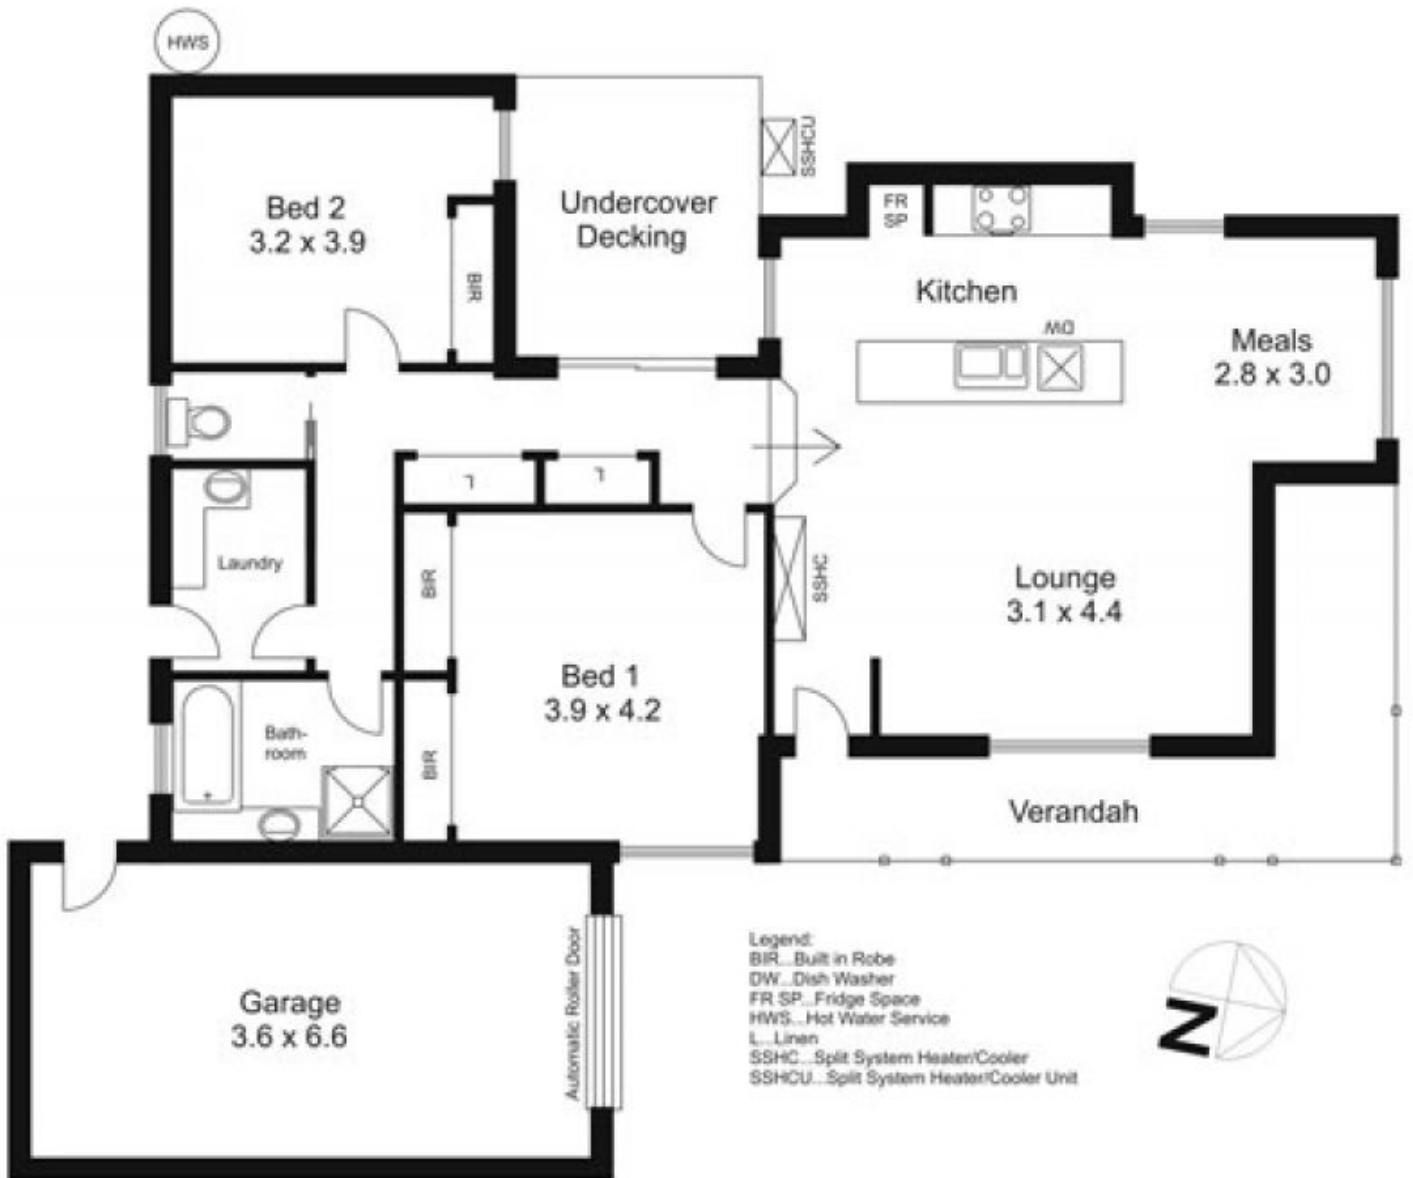 HWS
Bed 2
3.2 x 3.9
BIR
Undercover
Decking
SSHCU
FR
SP
Kitchen
DW
Meals
2.8 x 3.0
L
L
Laundry
BIR
Bed 1
3.9 x 4.2
SSHC
Lounge
3.1 x 4.4
Bath-
room
BIR
Verandah
Garage
3.6 x 6.6
Automatic Roller Door
Legend:
BIR...Built in Robe
DW...Dish Washer
FR SP...Fridge Space
HWS...Hot Water Service
L...Linen
SSHC...Split System Heater/Cooler
SSHCU...Split System Heater/Cooler Unit
N